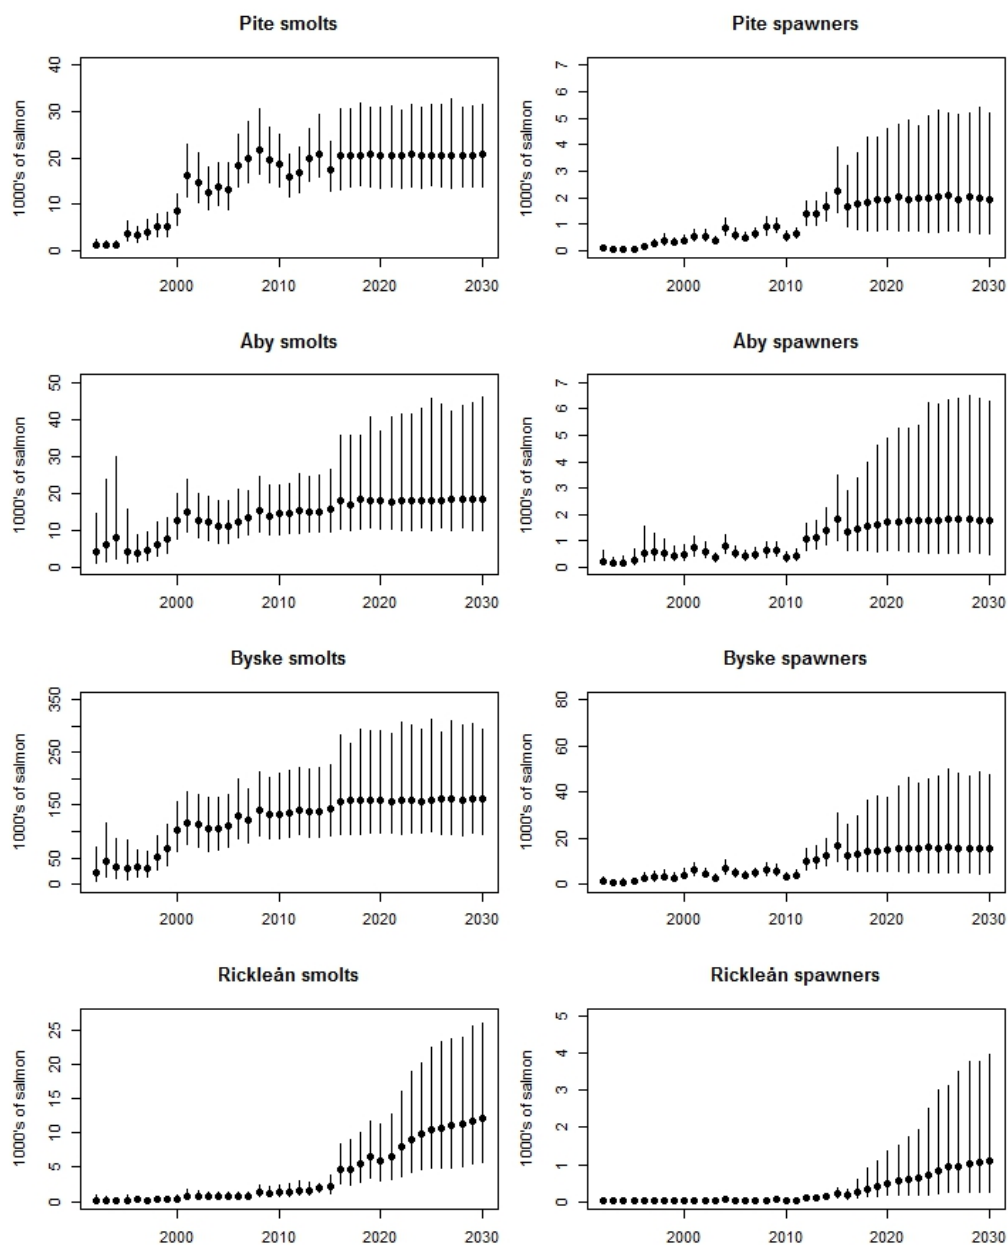 Pite smolts
1000's of salmon
40
30
20
10
0
2000 2010 2020 2030
Pite spawners
1000's of salmon
7
6
5
4
3
2
1
0
2000 2010 2020 2030
Åby smolts
1000's of salmon
50
40
30
20
10
0
2000 2010 2020 2030
Åby spawners
1000's of salmon
7
6
5
4
3
2
1
0
2000 2010 2020 2030
Byske smolts
1000's of salmon
350
250
150
50
0
2000 2010 2020 2030
Byske spawners
1000's of salmon
80
60
40
20
0
2000 2010 2020 2030
Rickleån smolts
1000's of salmon
25
20
15
10
5
0
2000 2010 2020 2030
Rickleån spawners
1000's of salmon
5
4
3
2
1
0
2000 2010 2020 2030